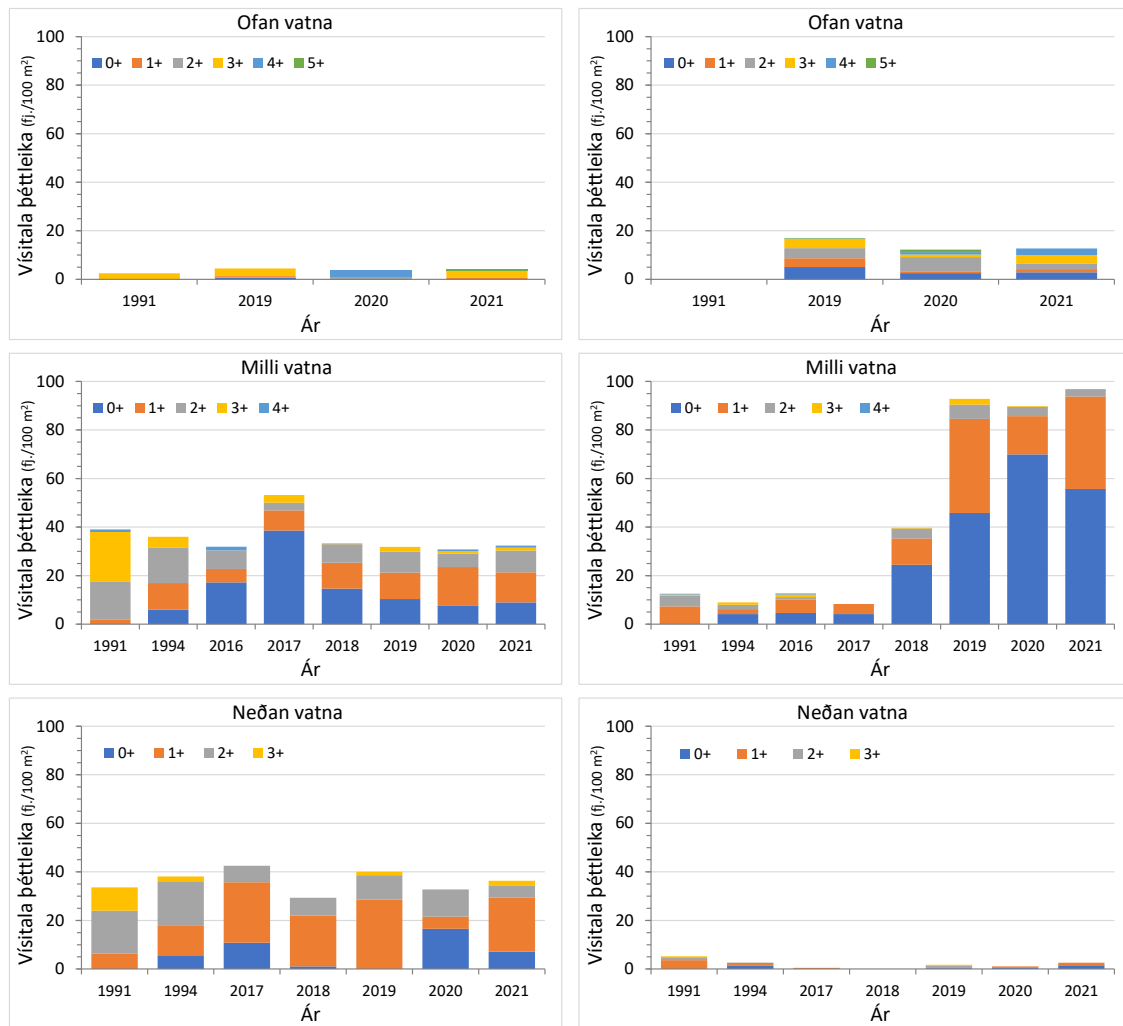 Ofan vatna
Vísitala þéttleika (fj./100 m²)
100
80
60
40
20
0
0+ 1+ 2+ 3+ 4+ 5+
1991 2019 2020 2021
Ár
Ofan vatna
Vísitala þéttleika (fj./100 m²)
100
80
60
40
20
0
0+ 1+ 2+ 3+ 4+ 5+
1991 2019 2020 2021
Ár
Milli vatna
Vísitala þéttleika (fj./100 m²)
100
80
60
40
20
0
0+ 1+ 2+ 3+ 4+
1991 1994 2016 2017 2018 2019 2020 2021
Ár
Milli vatna
Vísitala þéttleika (fj./100 m²)
100
80
60
40
20
0
0+ 1+ 2+ 3+ 4+
1991 1994 2016 2017 2018 2019 2020 2021
Ár
Neðan vatna
Vísitala þéttleika (fj./100 m²)
100
80
60
40
20
0
0+ 1+ 2+ 3+
1991 1994 2017 2018 2019 2020 2021
Ár
Neðan vatna
Vísitala þéttleika (fj./100 m²)
100
80
60
40
20
0
0+ 1+ 2+ 3+
1991 1994 2017 2018 2019 2020 2021
Ár